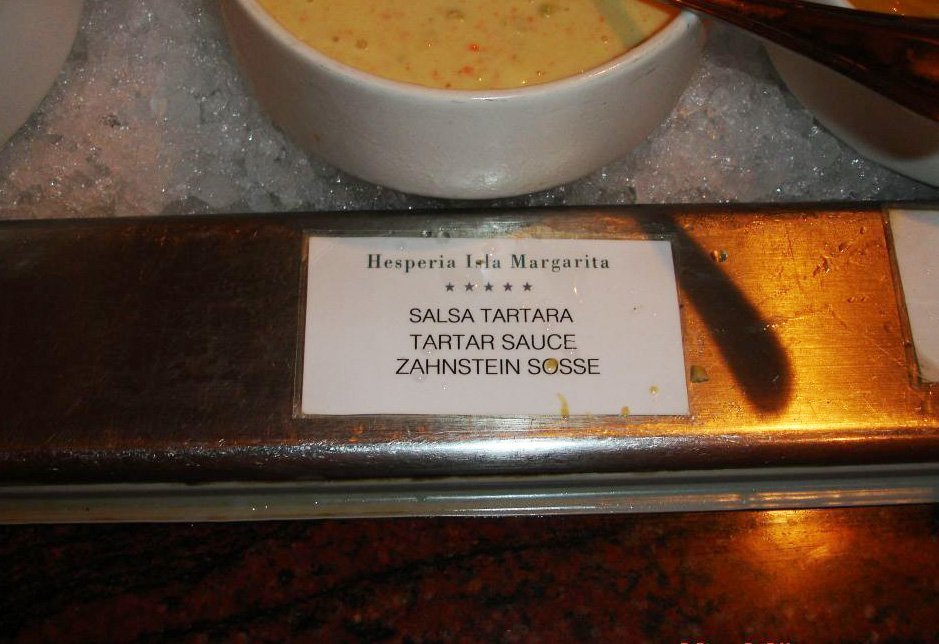 Hesperia Isla Margarita
★★★★★
SALSA TARTARA
TARTAR SAUCE
ZAHNSTEIN SOSSE